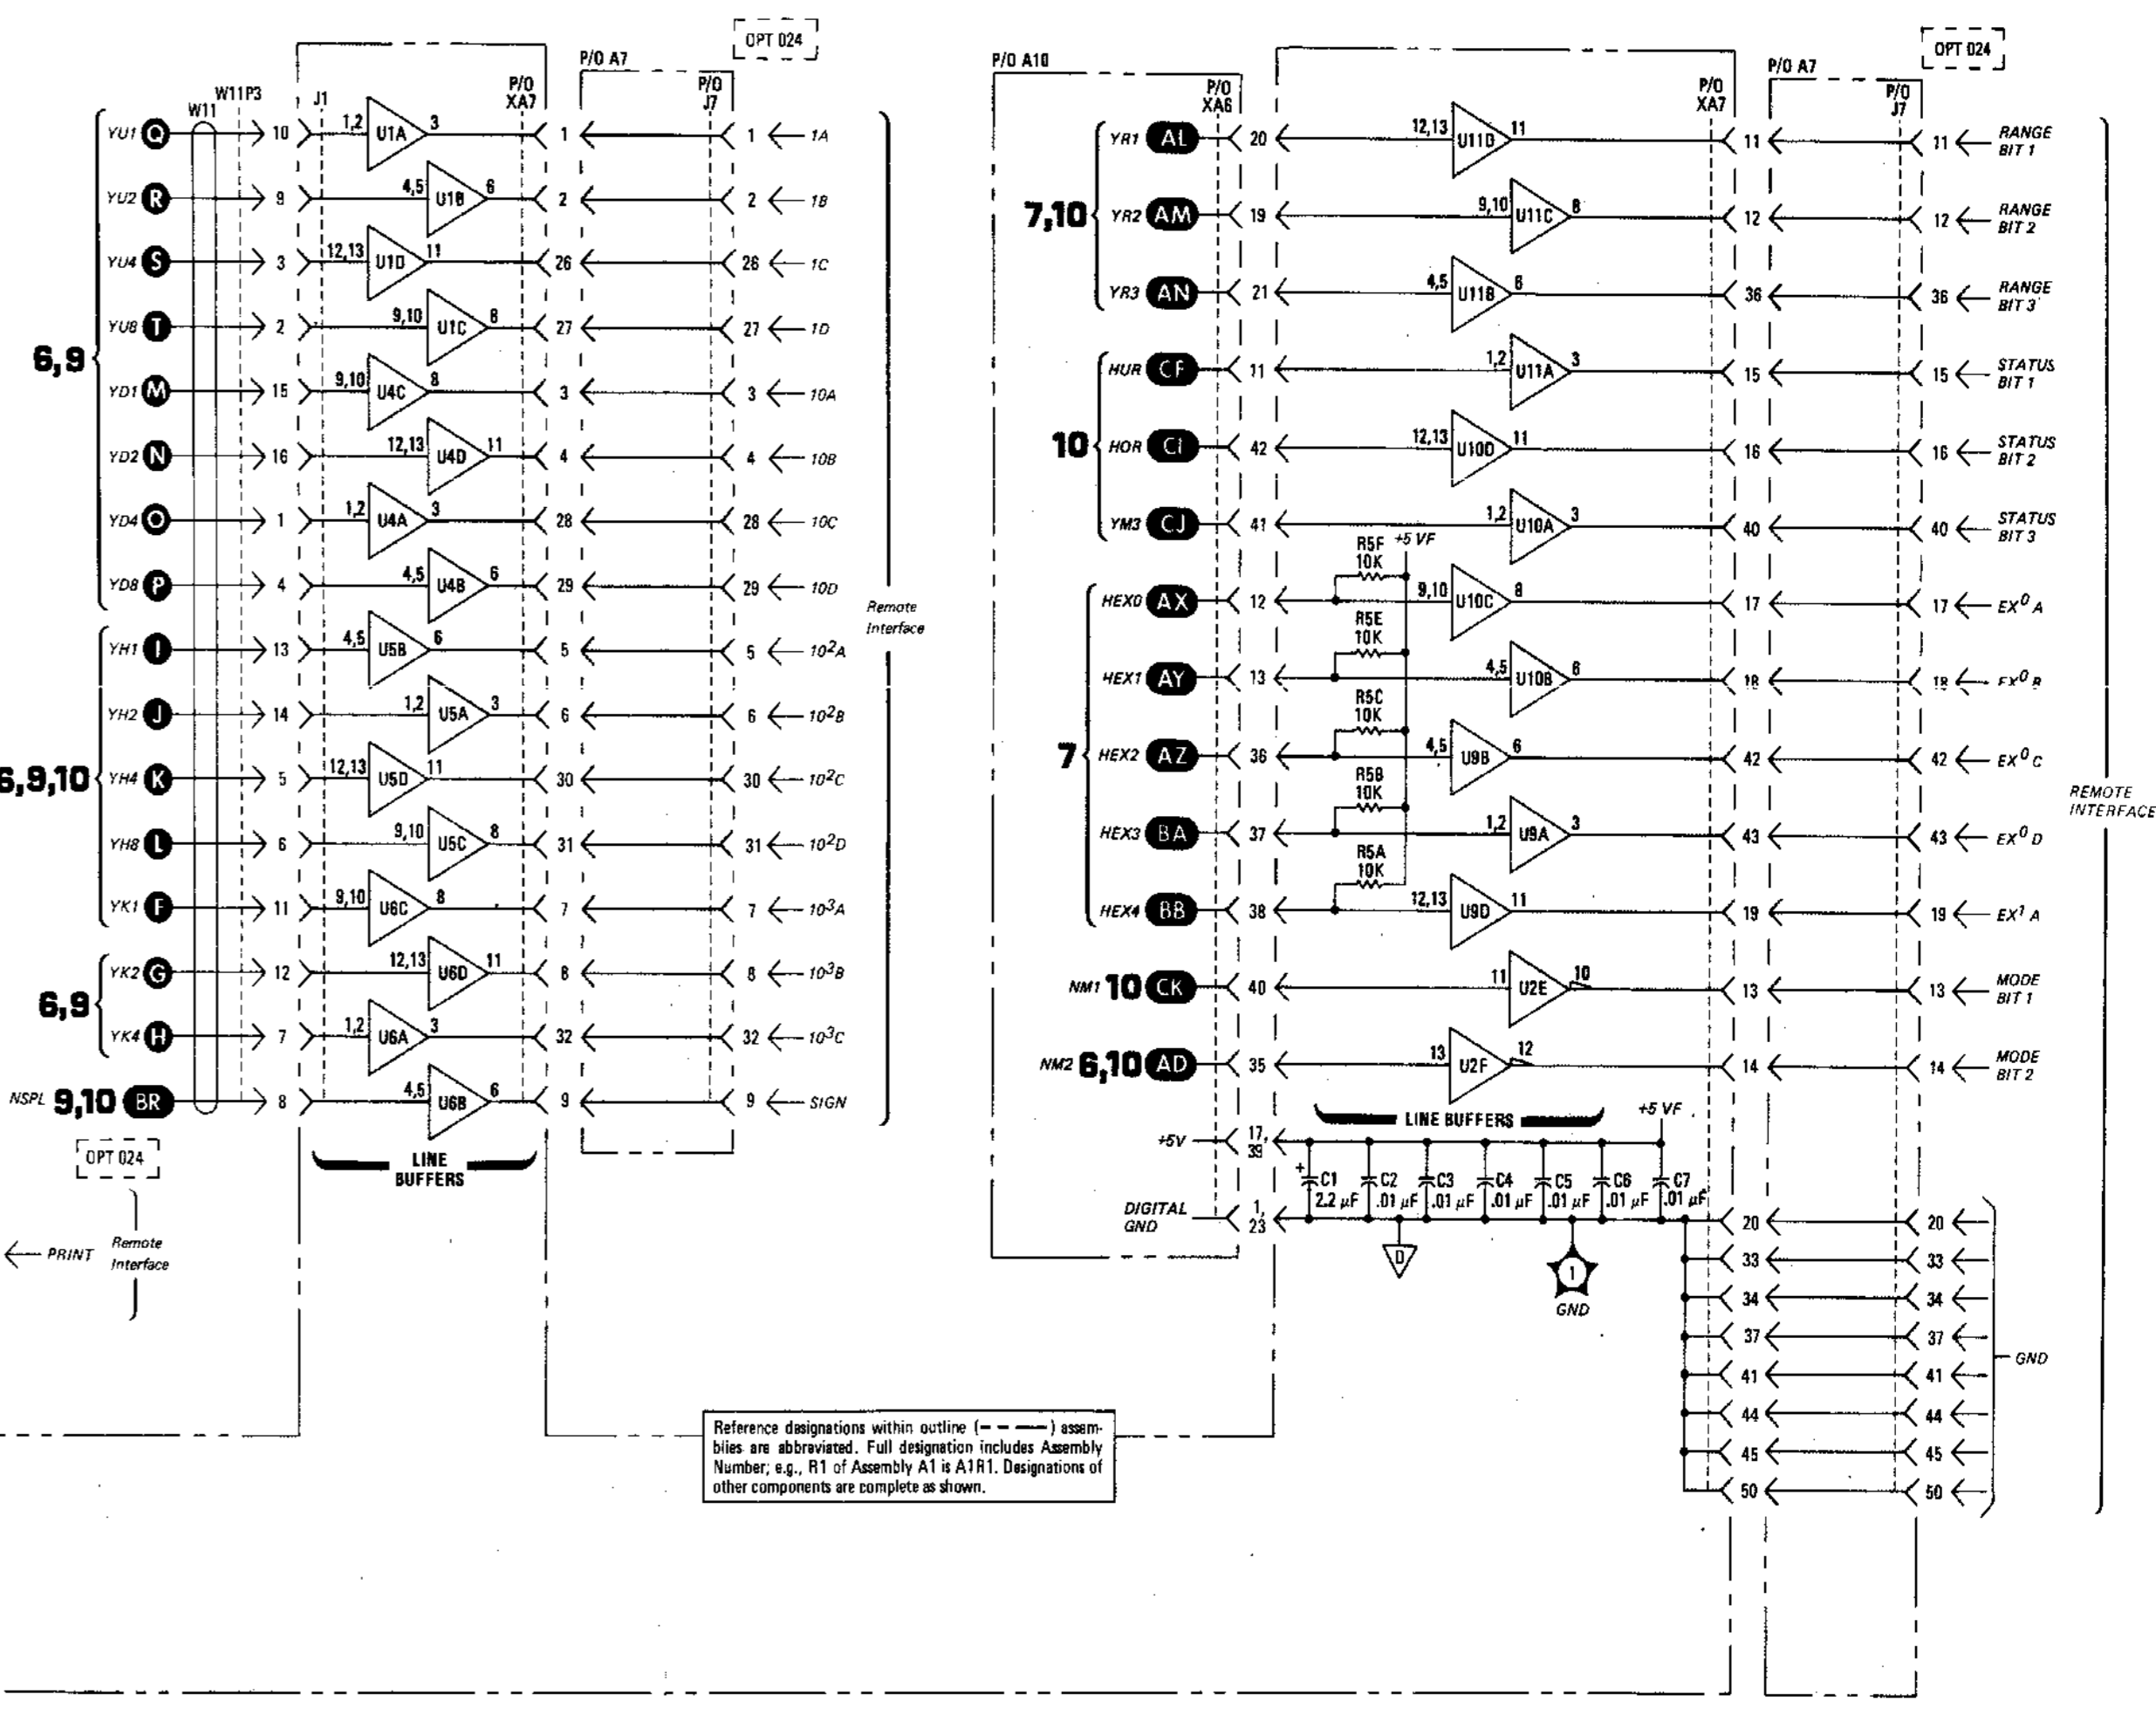 OPT 024
P/O A7
P/O XA7
P/O J7
W11P3
W11
J1
YU1 Q 10 1,2 U1A 3 1 1 1A
YU2 R 9 4,5 U1B 6 2 2 1B
YU4 S 3 12,13 U1D 11 26 26 1C
YU8 T 2 9,10 U1C 8 27 27 1D
6,9
YD1 M 15 9,10 U4C 8 3 3 10A
YD2 N 16 12,13 U4D 11 4 4 10B
YD4 O 1 1,2 U4A 3 28 28 10C
YD8 P 4 4,5 U4B 6 29 29 10D
Remote
Interface
YH1 I 13 4,5 U5B 6 5 5 10²A
YH2 J 14 1,2 U5A 3 6 6 10²B
6,9,10
YH4 K 5 12,13 U5D 11 30 30 10²C
YH8 L 6 9,10 U5C 8 31 31 10²D
YK1 F 11 9,10 U6C 8 7 7 10³A
YK2 G 12 12,13 U6D 11 8 8 10³B
6,9
YK4 H 7 1,2 U6A 3 32 32 10³C
NSPL 9,10 BR 8 4,5 U6B 6 9 9 SIGN
OPT 024
LINE
BUFFERS
PRINT
Remote
Interface
P/O A10
P/O XA6
P/O XA7
P/O A7
P/O J7
OPT 024
YR1 AL 20 12,13 U11D 11 11 11 RANGE BIT 1
7,10
YR2 AM 19 9,10 U11C 8 12 12 RANGE BIT 2
YR3 AN 21 4,5 U11B 6 36 36 RANGE BIT 3
HUR CF 11 1,2 U11A 3 15 15 STATUS BIT 1
10
HOR CI 42 12,13 U10D 11 16 16 STATUS BIT 2
YM3 CJ 41 1,2 U10A 3 40 40 STATUS BIT 3
+5 VF
R5F
10K
HEX0 AX 12 9,10 U10C 8 17 17 EX⁰ A
R5E
10K
HEX1 AY 13 4,5 U10B 6 18 18 EX⁰ B
R5C
10K
7
HEX2 AZ 36 4,5 U9B 6 42 42 EX⁰ C
R5B
10K
HEX3 BA 37 1,2 U9A 3 43 43 EX⁰ D
R5A
10K
HEX4 BB 38 12,13 U9D 11 19 19 EX¹ A
REMOTE
INTERFACE
NM1 10 CK 40 11 U2E 10 13 13 MODE BIT 1
NM2 6,10 AD 35 13 U2F 12 14 14 MODE BIT 2
LINE BUFFERS
+5 VF
+5V 17, 39
+ C1 2.2 µF
C2 .01 µF
C3 .01 µF
C4 .01 µF
C5 .01 µF
C6 .01 µF
C7 .01 µF
DIGITAL
GND
1, 23
D
1
GND
20 20
33 33
34 34
37 37
GND
41 41
44 44
45 45
50 50
Reference designations within outline (– – ––) assem-
blies are abbreviated. Full designation includes Assembly
Number; e.g., R1 of Assembly A1 is A1R1. Designations of
other components are complete as shown.